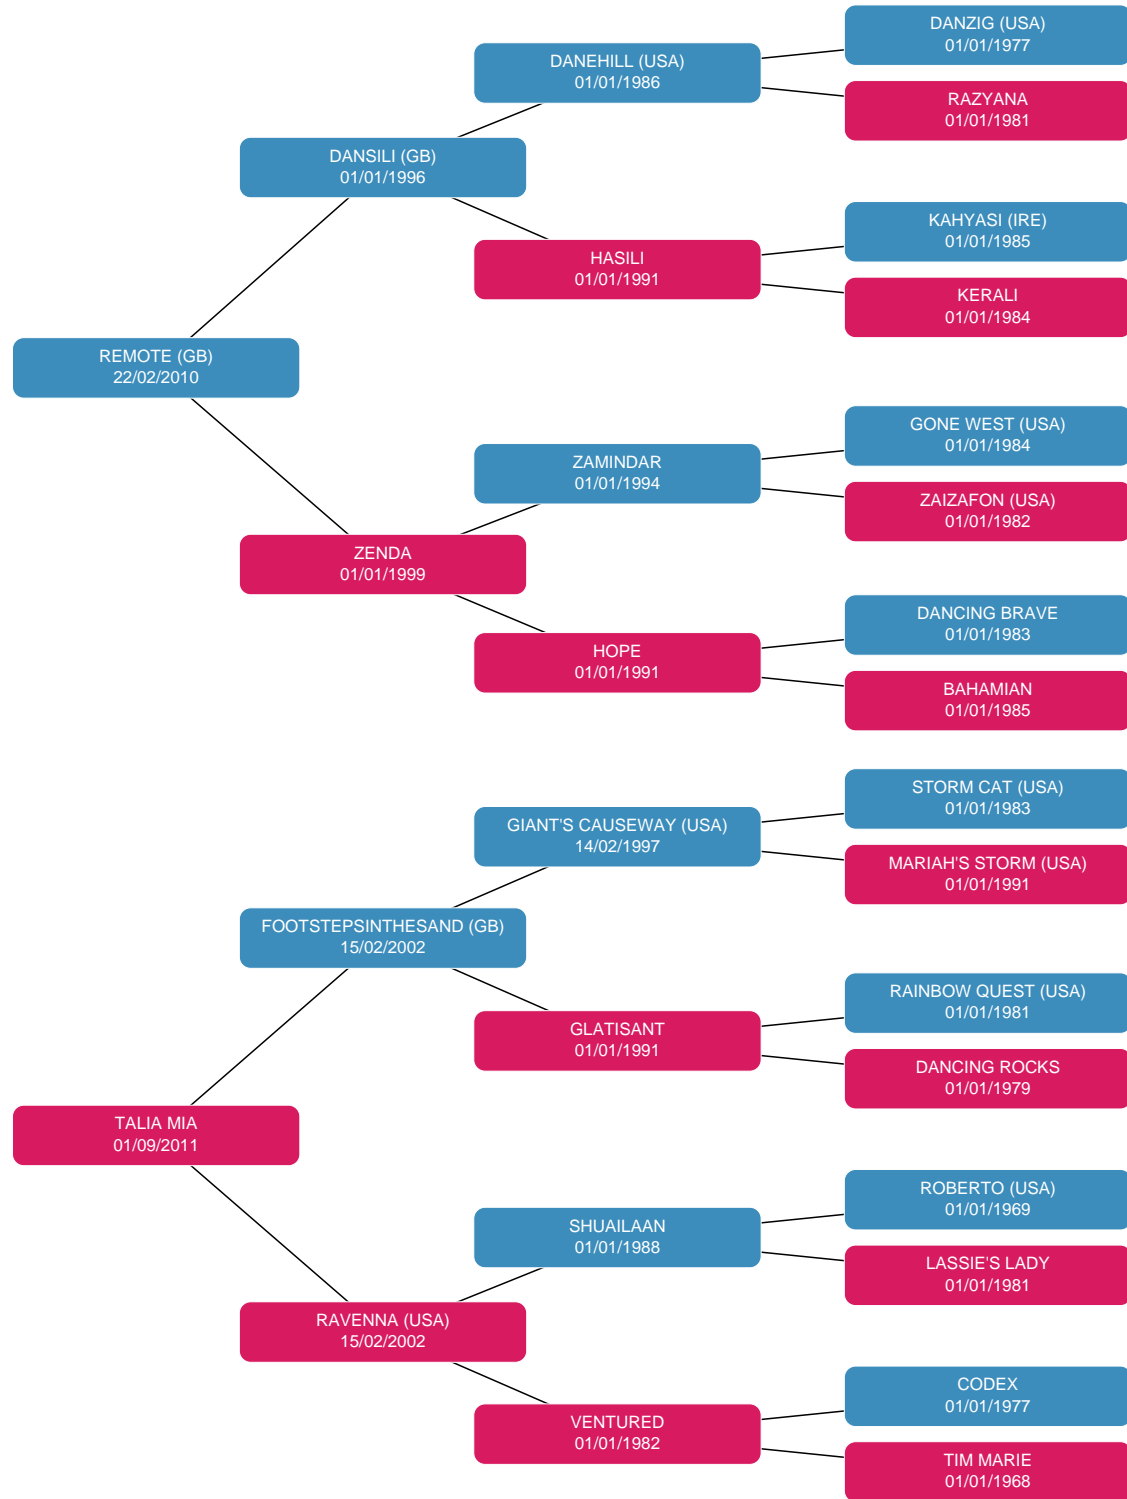 DANZIG (USA)
01/01/1977
DANEHILL (USA)
01/01/1986
RAZYANA
01/01/1981
DANSILI (GB)
01/01/1996
KAHYASI (IRE)
01/01/1985
HASILI
01/01/1991
KERALI
01/01/1984
REMOTE (GB)
22/02/2010
GONE WEST (USA)
01/01/1984
ZAMINDAR
01/01/1994
ZAIZAFON (USA)
01/01/1982
ZENDA
01/01/1999
DANCING BRAVE
01/01/1983
HOPE
01/01/1991
BAHAMIAN
01/01/1985
STORM CAT (USA)
01/01/1983
GIANT'S CAUSEWAY (USA)
14/02/1997
MARIAH'S STORM (USA)
01/01/1991
FOOTSTEPSINTHESAND (GB)
15/02/2002
RAINBOW QUEST (USA)
01/01/1981
GLATISANT
01/01/1991
DANCING ROCKS
01/01/1979
TALIA MIA
01/09/2011
ROBERTO (USA)
01/01/1969
SHUAILAAN
01/01/1988
LASSIE'S LADY
01/01/1981
RAVENNA (USA)
15/02/2002
CODEX
01/01/1977
VENTURED
01/01/1982
TIM MARIE
01/01/1968